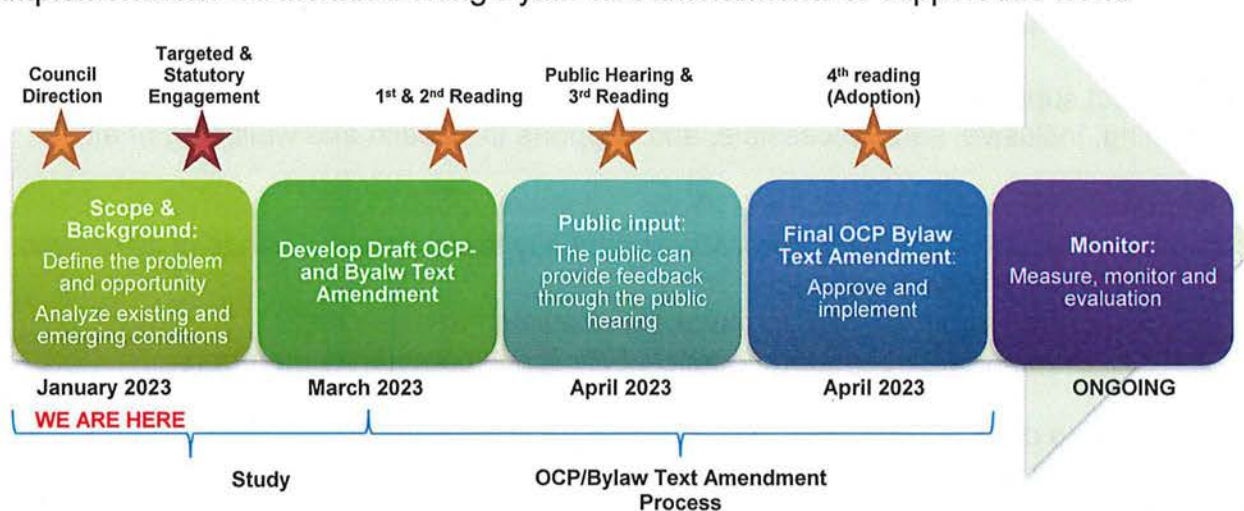 Council
Direction
Targeted &
Statutory
Engagement
1st & 2nd Reading
Public Hearing &
3rd Reading
4th reading
(Adoption)
Scope &
Background:
Define the problem
and opportunity
Analyze existing and
emerging conditions
Develop Draft OCP-
and Byalw Text
Amendment
Public input:
The public can
provide feedback
through the public
hearing
Final OCP Bylaw
Text Amendment:
Approve and
implement
Monitor:
Measure, monitor and
evaluation
January 2023
March 2023
April 2023
April 2023
ONGOING
WE ARE HERE
Study
OCP/Bylaw Text Amendment
Process